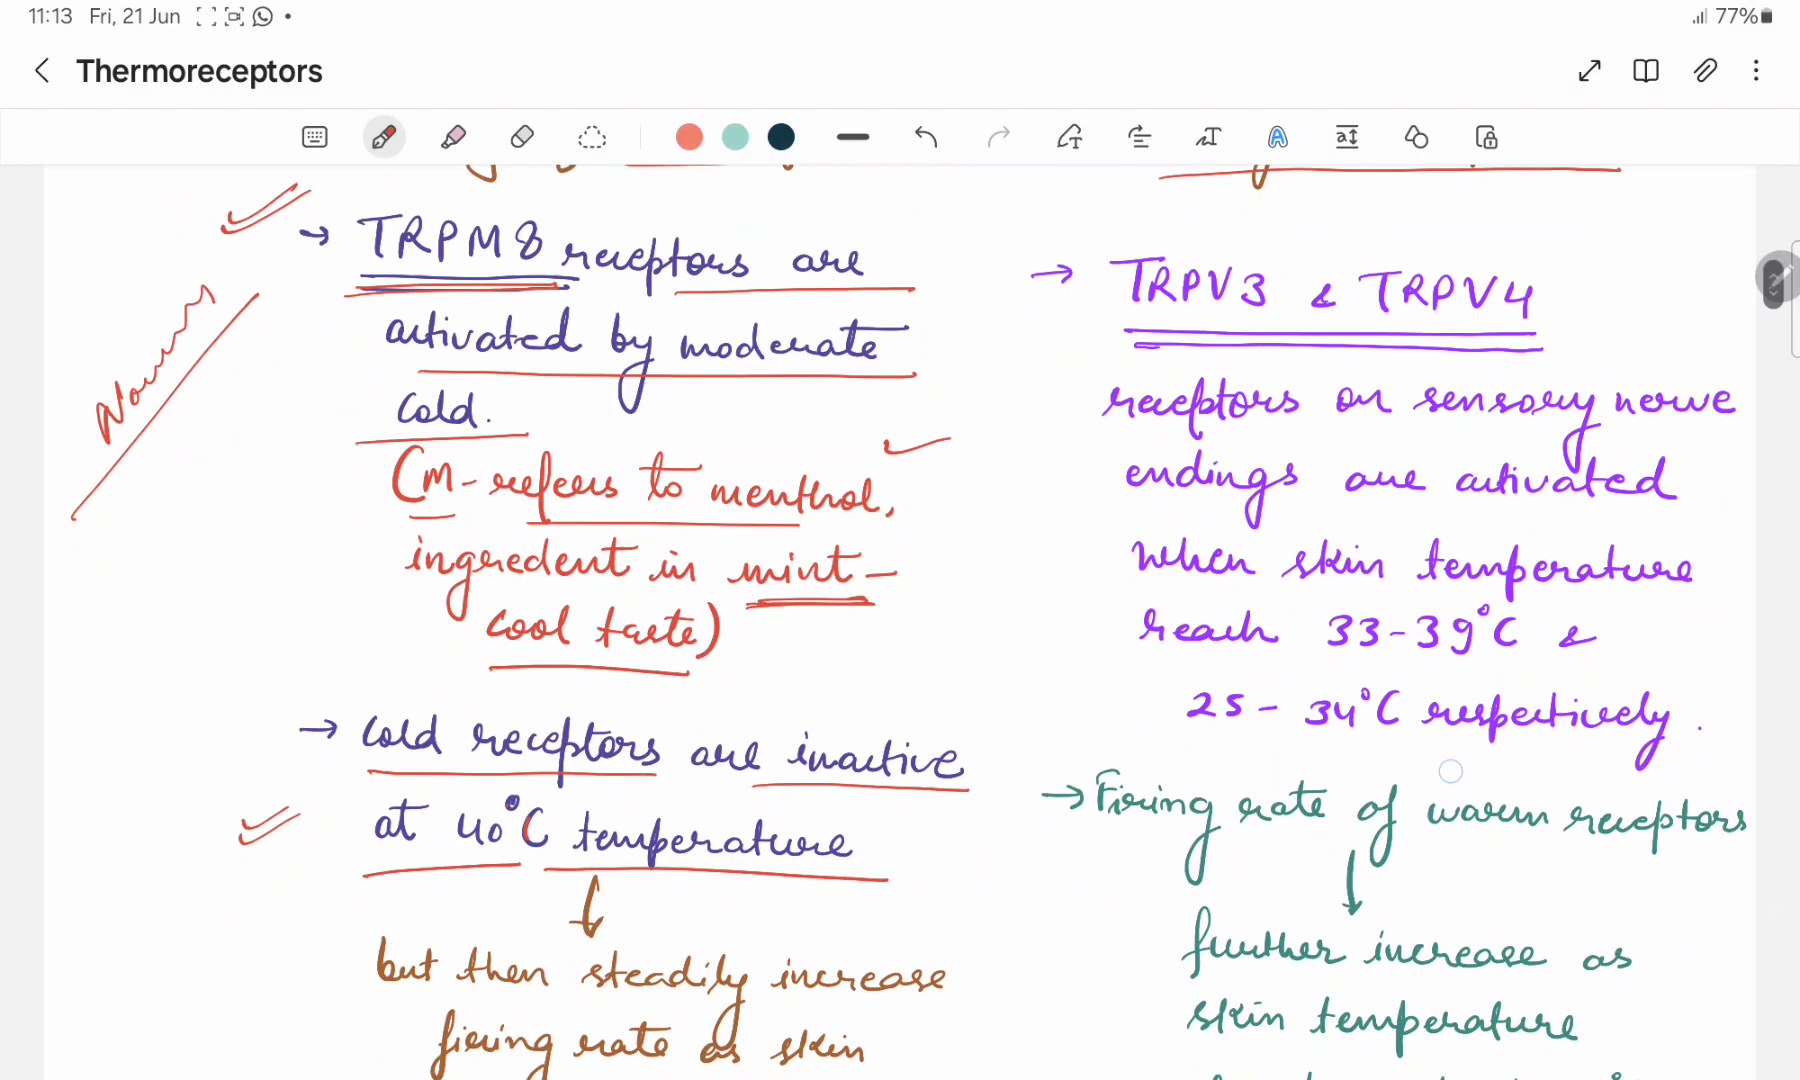 11:13 Fri, 21 Jun
77%
Thermoreceptors
→ TRPM8 receptors are
activated by moderate
cold.
(M- refers to menthol,
ingredent in mint –
cool taste)
→ cold receptors are inactive
at 40°C temperature
↓
but then steadily increase
firing rate as skin
→ TRPV3 & TRPV4
receptors on sensory nerve
endings are activated
when skin temperature
reach 33-39°C &
25 - 34°C respectively.
→ Firing rate of warm receptors
↓
further increase as
skin temperature